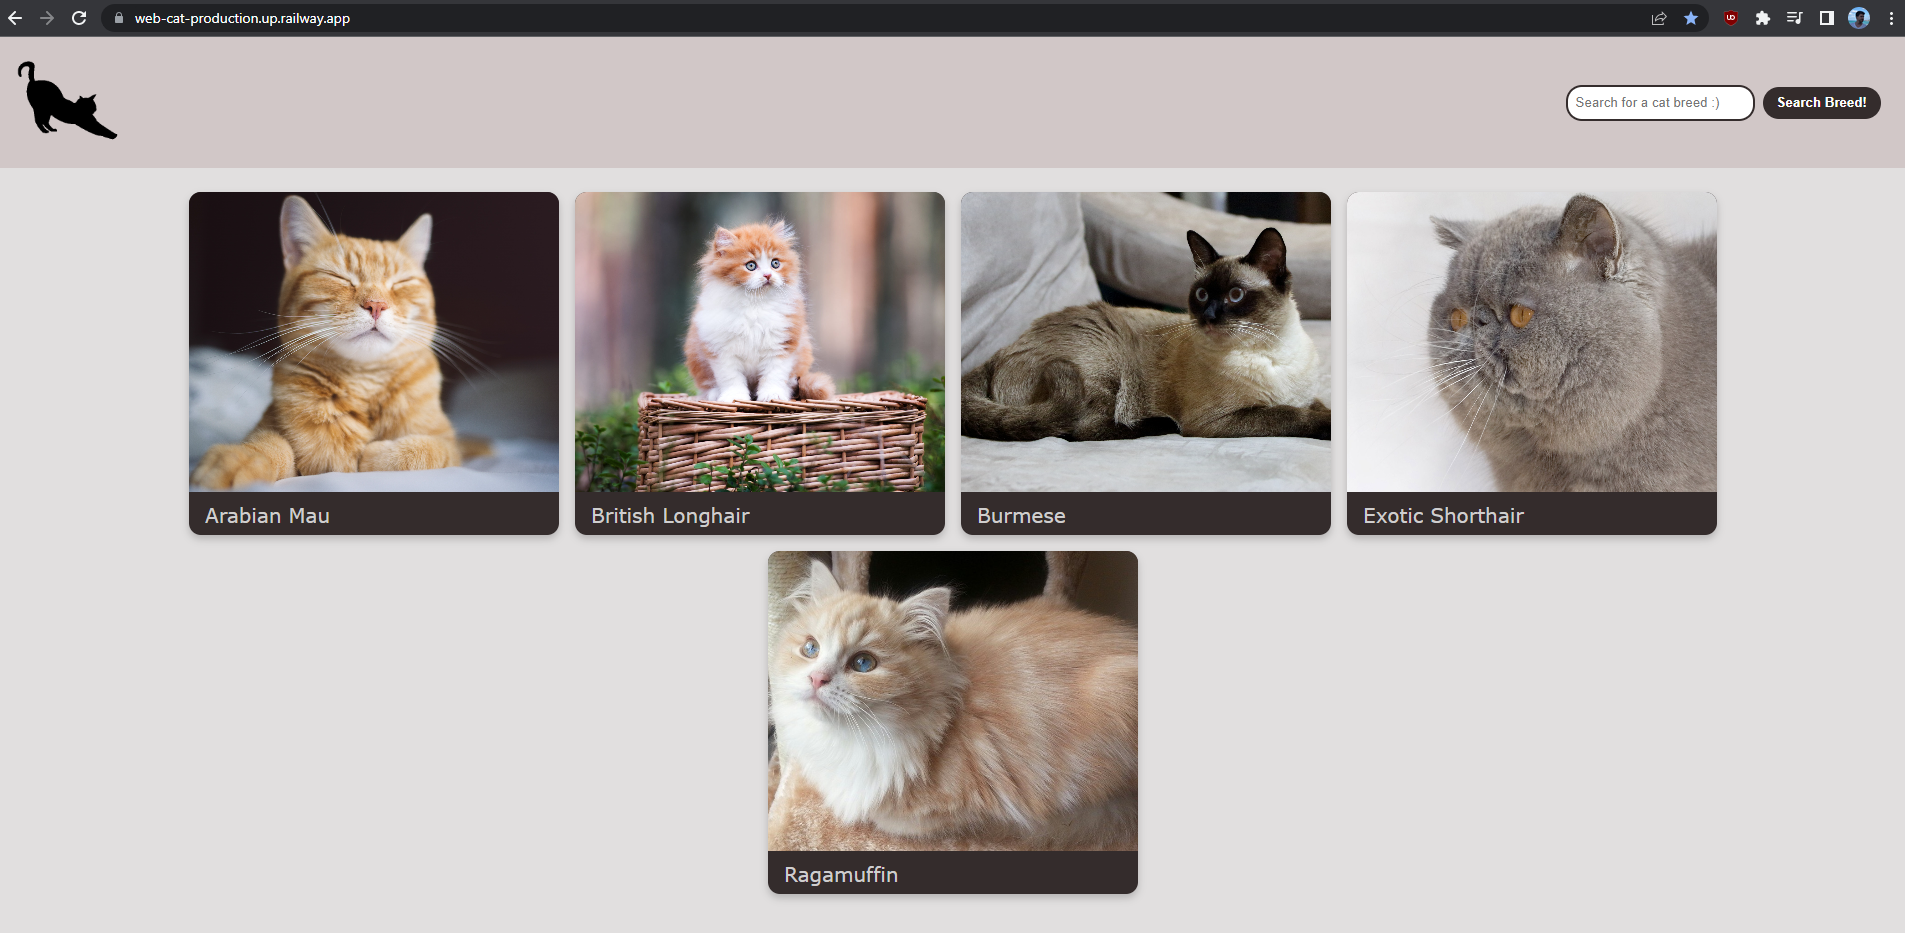 web-cat-production.up.railway.app
Search for a cat breed :)
Search Breed!
Arabian Mau
British Longhair
Burmese
Exotic Shorthair
Ragamuffin